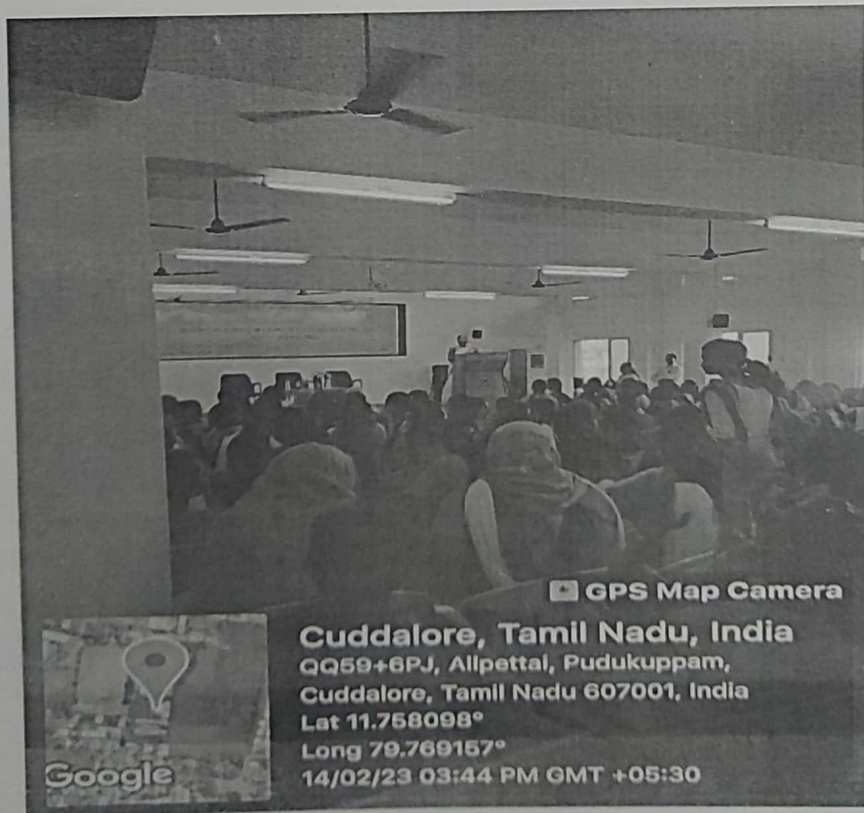 GPS Map Camera
Cuddalore, Tamil Nadu, India
QQ59+6PJ, Allpettai, Pudukuppam,
Cuddalore, Tamil Nadu 607001, India
Lat 11.758098°
Long 79.769157°
14/02/23 03:44 PM GMT +05:30
Google